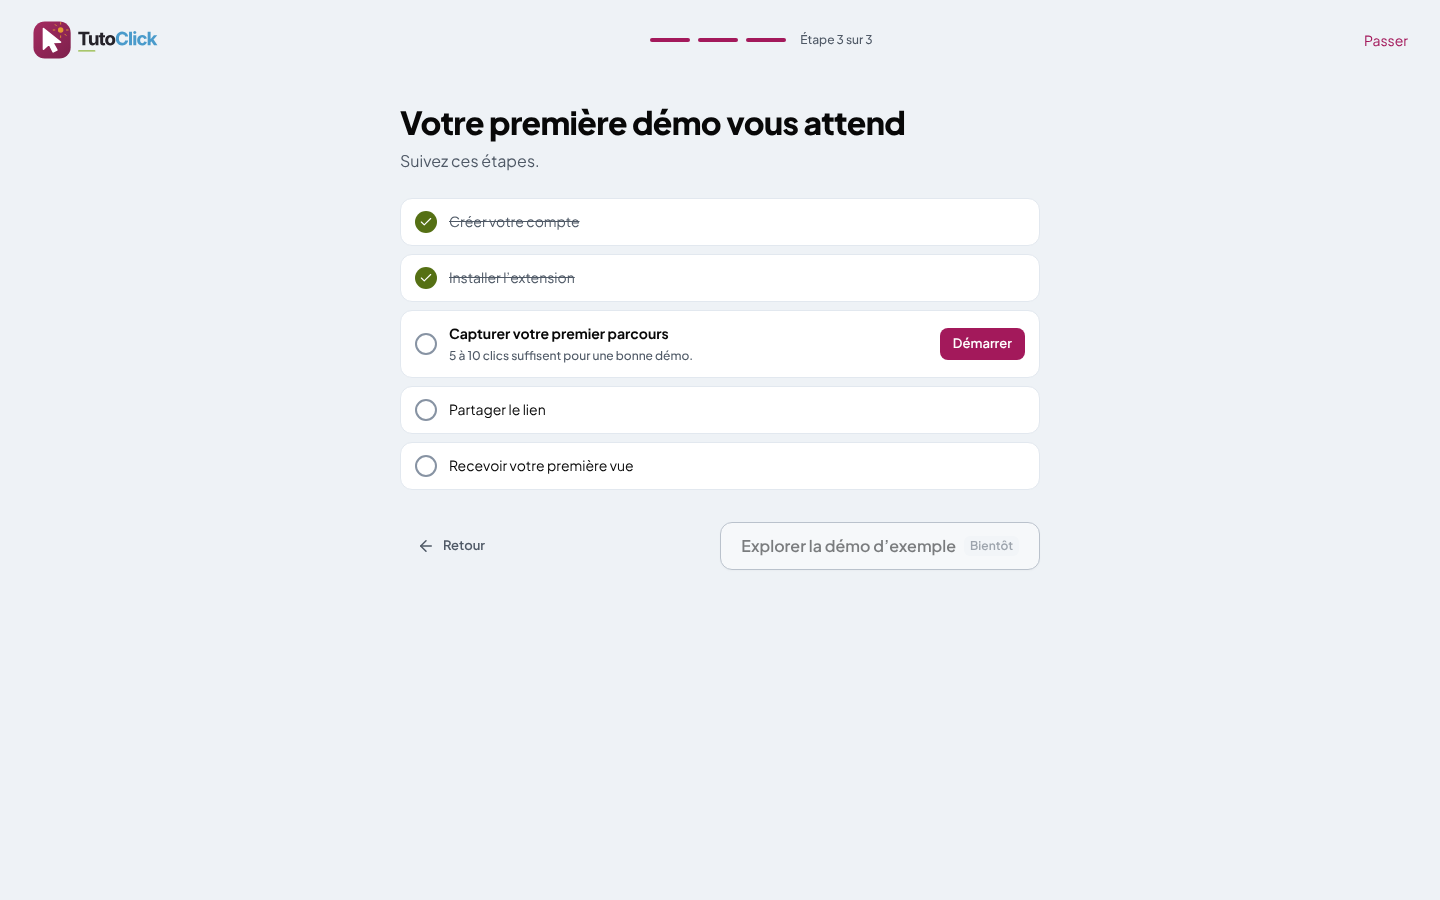 TutoClick
Étape 3 sur 3
Passer
Votre première démo vous attend
Suivez ces étapes.
Créer votre compte
Installer l’extension
Capturer votre premier parcours
5 à 10 clics suffisent pour une bonne démo.
Démarrer
Partager le lien
Recevoir votre première vue
Retour
Explorer la démo d’exemple Bientôt